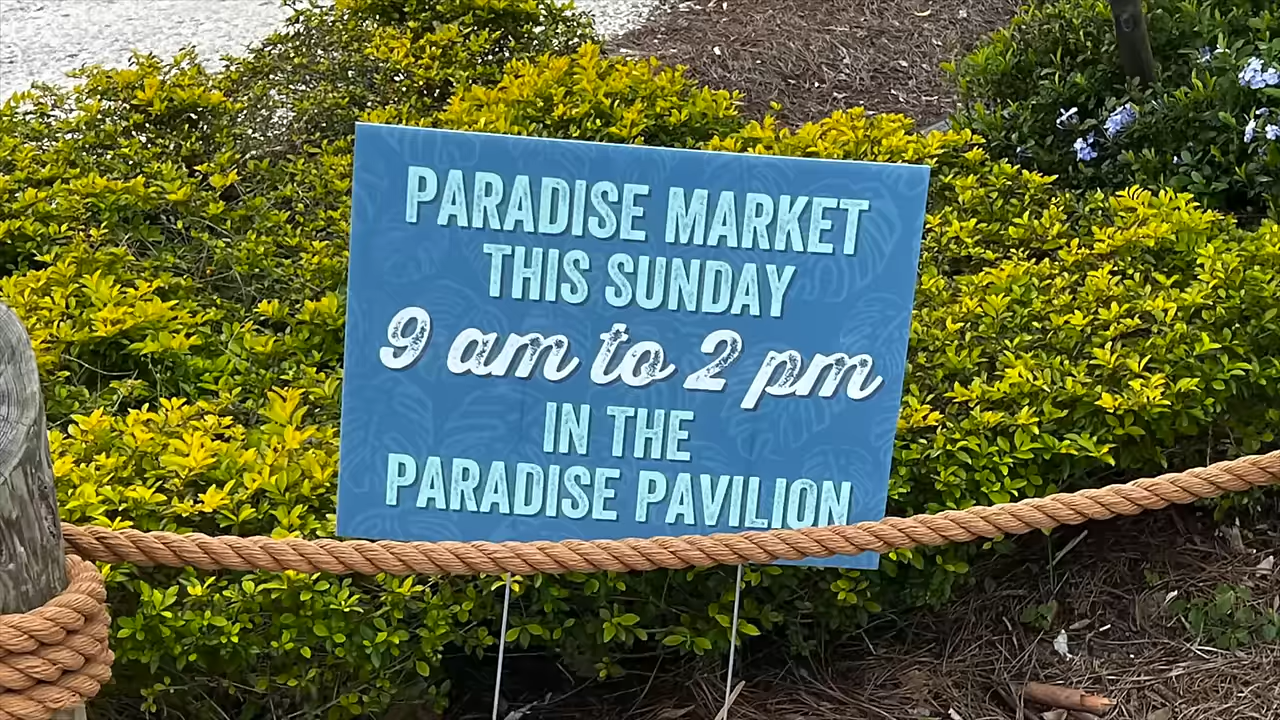 PARADISE MARKET
THIS SUNDAY
9 am to 2 pm
IN THE
PARADISE PAVILION